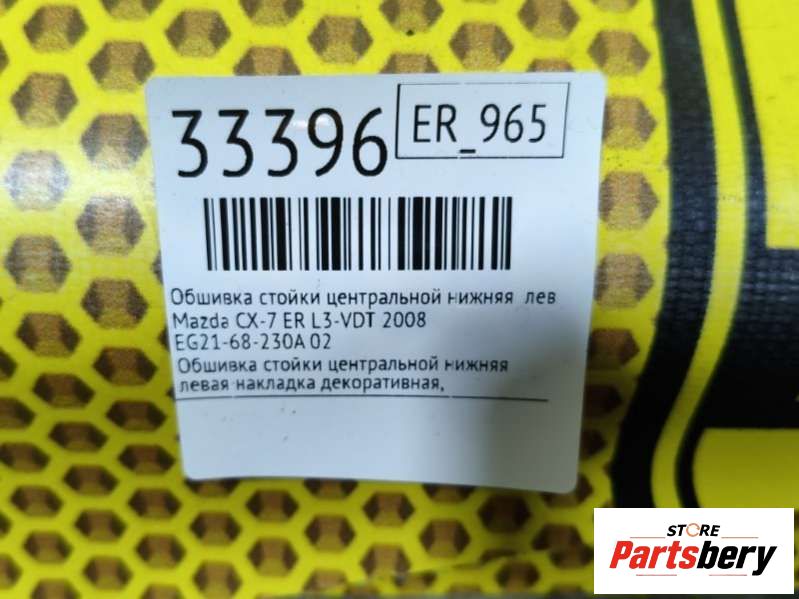 33396
ER_965
Обшивка стойки центральной нижняя лев
Mazda CX-7 ER L3-VDT 2008
EG21-68-230A 02
Обшивка стойки центральной нижняя
левая накладка декоративная,
STORE
Partsbery